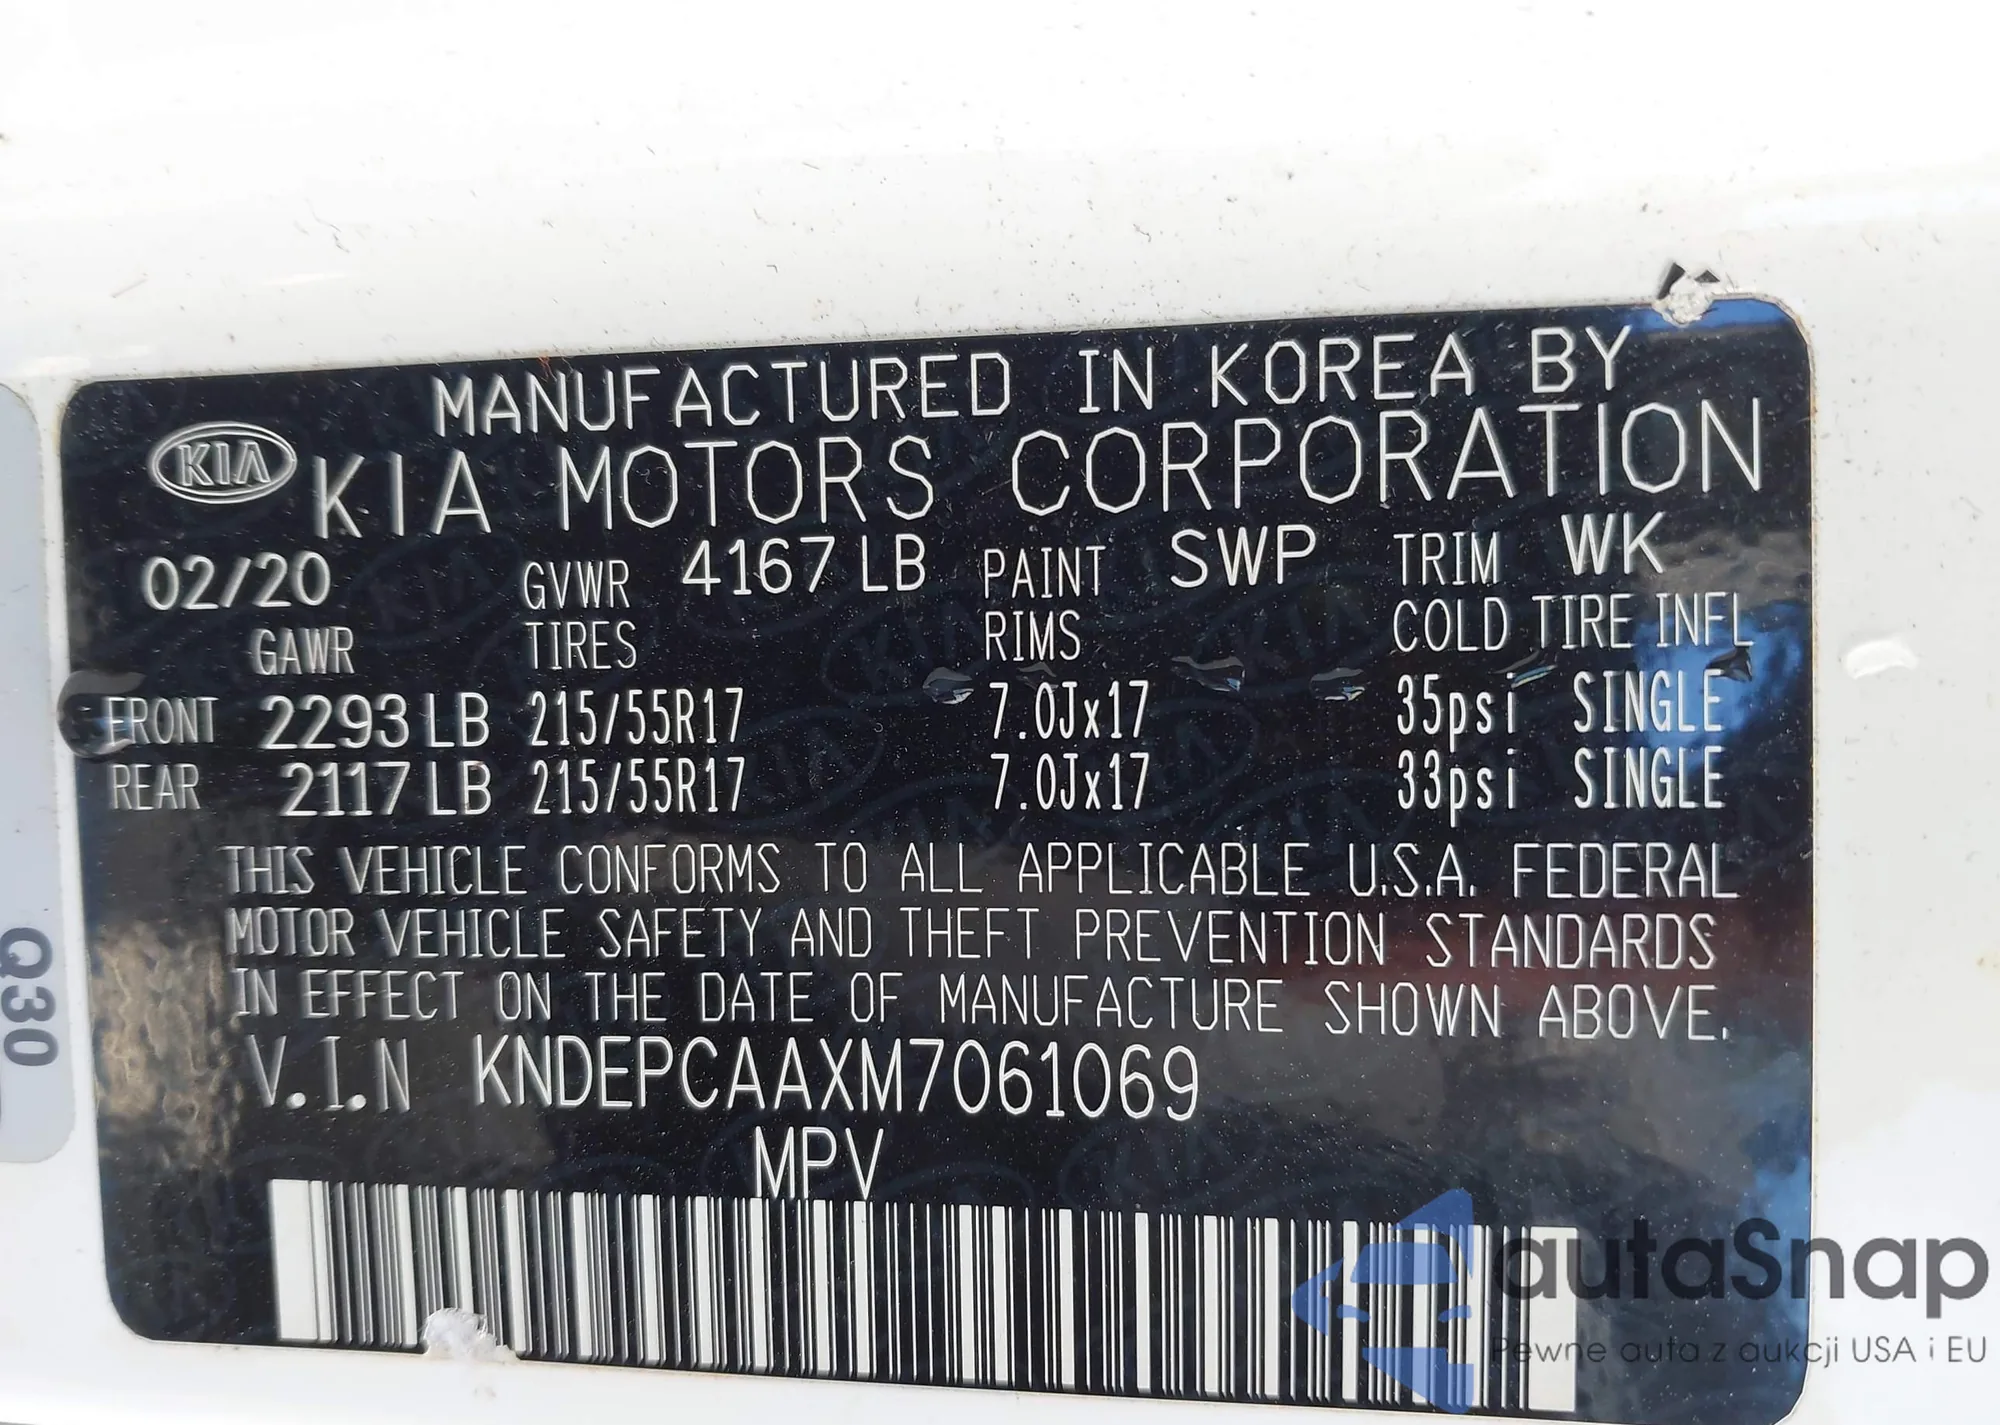 MANUFACTURED IN KOREA BY
KIA KIA MOTORS CORPORATION
02/20 GVWR 4167 LB PAINT SWP TRIM WK
GAWR TIRES RIMS COLD TIRE INFL
FRONT 2293 LB 215/55R17 7.0Jx17 35psi SINGLE
REAR 2117 LB 215/55R17 7.0Jx17 33psi SINGLE
THIS VEHICLE CONFORMS TO ALL APPLICABLE U.S.A. FEDERAL
MOTOR VEHICLE SAFETY AND THEFT PREVENTION STANDARDS
IN EFFECT ON THE DATE OF MANUFACTURE SHOWN ABOVE.
V.I.N KNDEPCAAXM7061069
MPV
Q30
autaSnap
Pewne auta z aukcji USA i EU